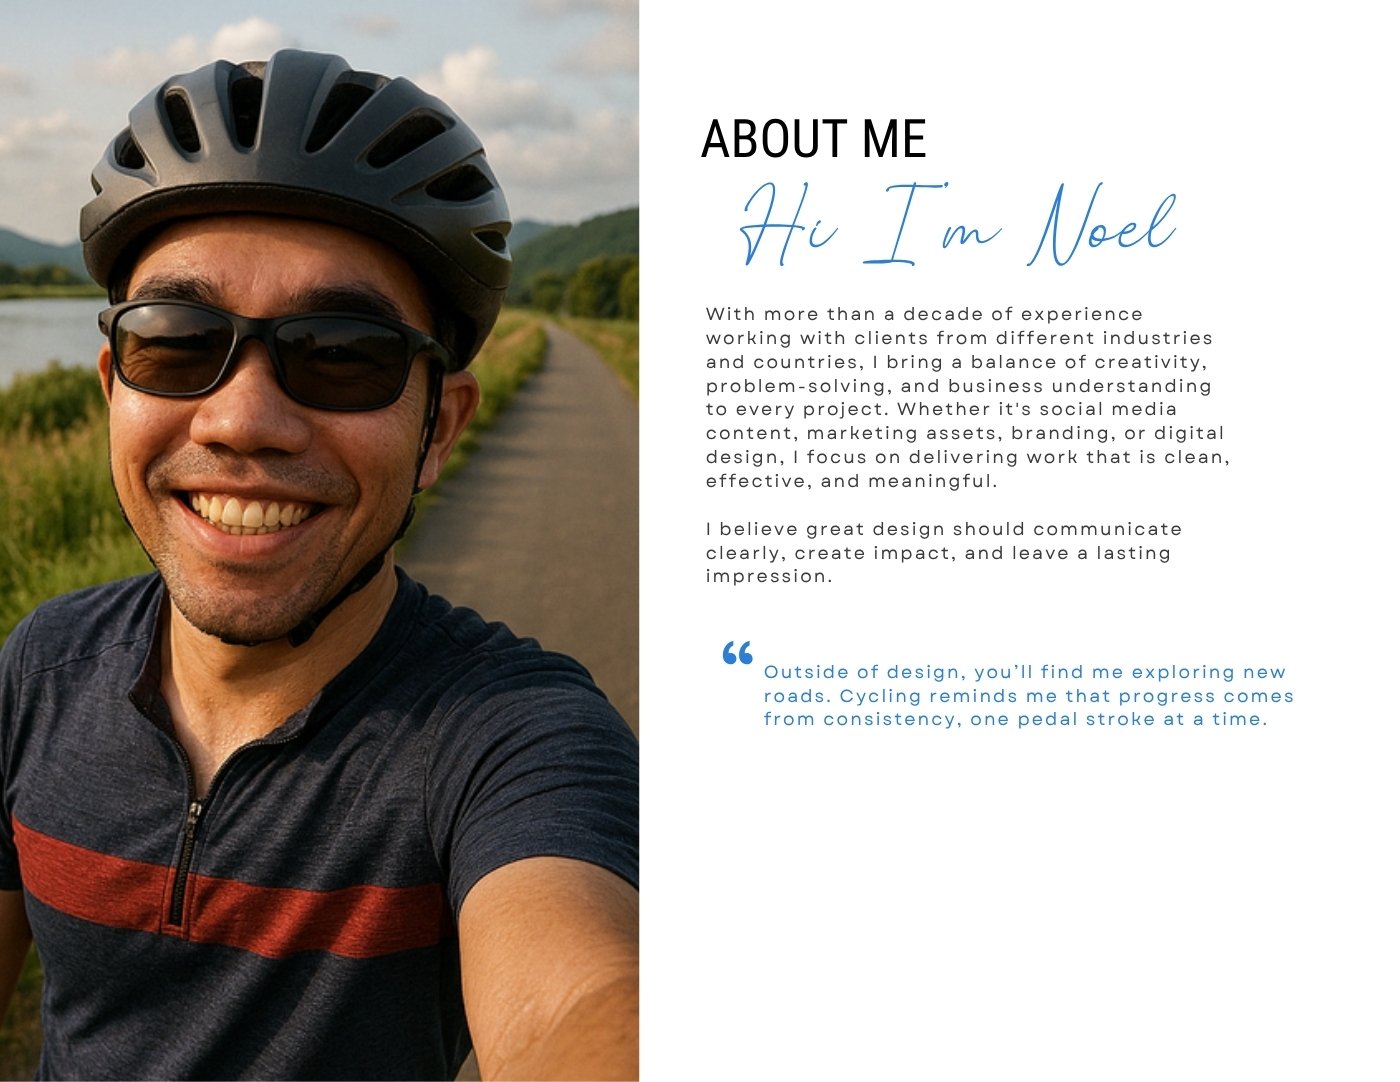 ABOUT ME
Hi I'm Noel
With more than a decade of experience
working with clients from different industries
and countries, I bring a balance of creativity,
problem-solving, and business understanding
to every project. Whether it's social media
content, marketing assets, branding, or digital
design, I focus on delivering work that is clean,
effective, and meaningful.
I believe great design should communicate
clearly, create impact, and leave a lasting
impression.
“
Outside of design, you’ll find me exploring new
roads. Cycling reminds me that progress comes
from consistency, one pedal stroke at a time.